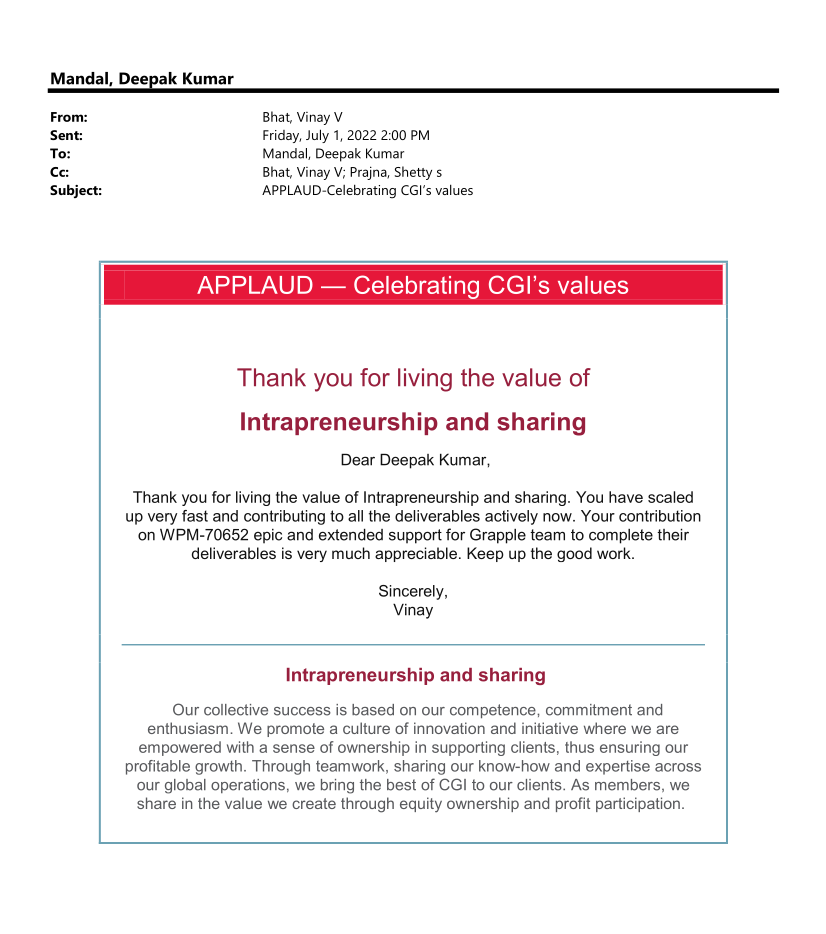 Mandal, Deepak Kumar
From: Bhat, Vinay V
Sent: Friday, July 1, 2022 2:00 PM
To: Mandal, Deepak Kumar
Cc: Bhat, Vinay V; Prajna, Shetty s
Subject: APPLAUD-Celebrating CGI’s values
APPLAUD — Celebrating CGI’s values
Thank you for living the value of
Intrapreneurship and sharing
Dear Deepak Kumar,
Thank you for living the value of Intrapreneurship and sharing. You have scaled
up very fast and contributing to all the deliverables actively now. Your contribution
on WPM-70652 epic and extended support for Grapple team to complete their
deliverables is very much appreciable. Keep up the good work.
Sincerely,
Vinay
Intrapreneurship and sharing
Our collective success is based on our competence, commitment and
enthusiasm. We promote a culture of innovation and initiative where we are
empowered with a sense of ownership in supporting clients, thus ensuring our
profitable growth. Through teamwork, sharing our know-how and expertise across
our global operations, we bring the best of CGI to our clients. As members, we
share in the value we create through equity ownership and profit participation.